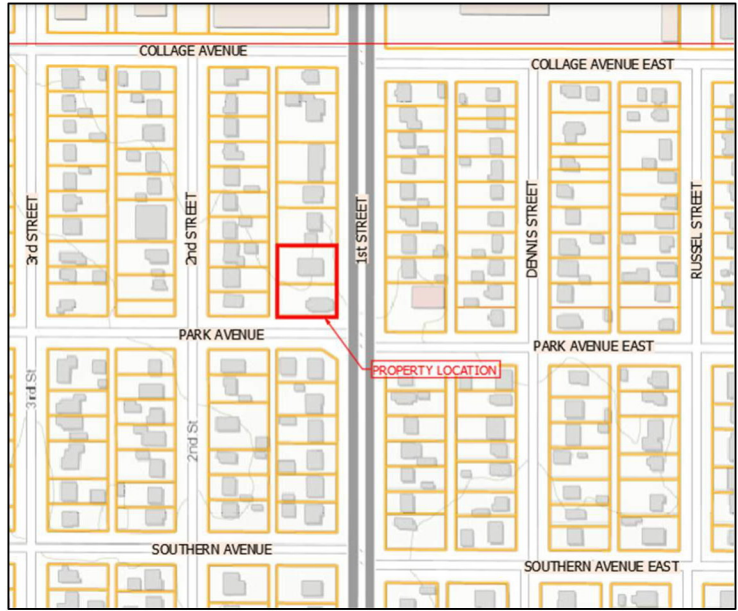 COLLAGE AVENUE
COLLAGE AVENUE EAST
3rd STREET
2nd STREET
1st STREET
DENNIS STREET
RUSSEL STREET
PARK AVENUE
PARK AVENUE EAST
PROPERTY LOCATION
3rd St
2nd St
SOUTHERN AVENUE
SOUTHERN AVENUE EAST